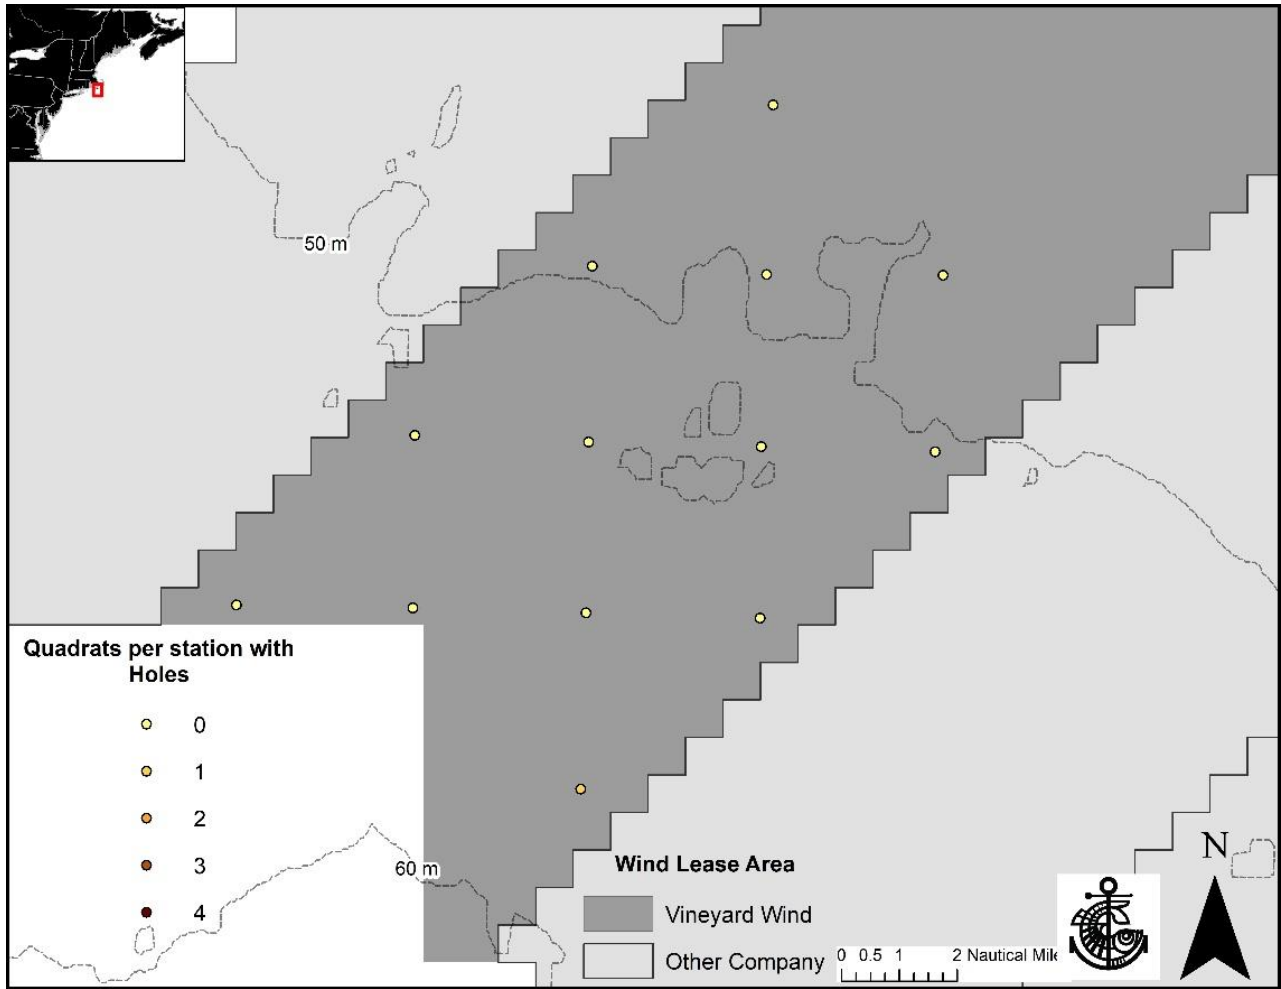 50 m
Quadrats per station with
Holes
0
1
2
3
4
60 m
Wind Lease Area
Vineyard Wind
Other Company
0 0.5 1 2 Nautical Mile
N